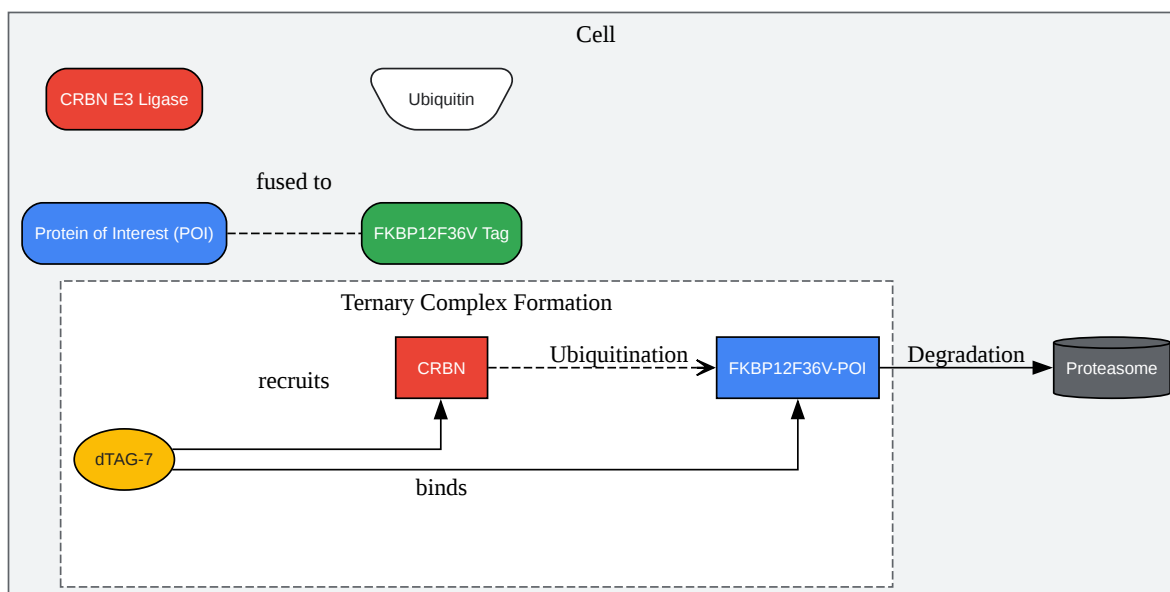 Cell
CRBN E3 Ligase
Ubiquitin
fused to
Protein of Interest (POI)
FKBP12F36V Tag
Ternary Complex Formation
CRBN
Ubiquitination
FKBP12F36V-POI
Degradation
Proteasome
recruits
dTAG-7
binds